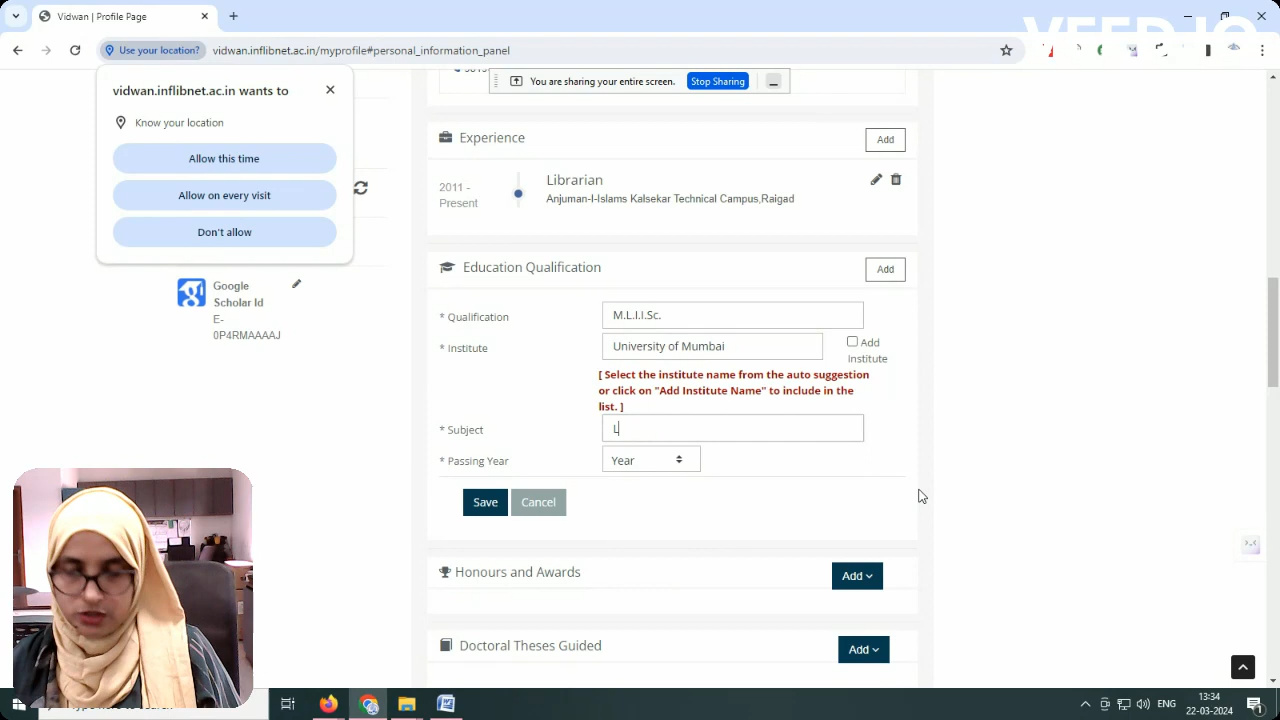 Vidwan | Profile Page
Use your location?
vidwan.inflibnet.ac.in/myprofile#personal_information_panel
vidwan.inflibnet.ac.in wants to
Know your location
Allow this time
Allow on every visit
Don't allow
You are sharing your entire screen.
Stop Sharing
Google
Scholar Id
E-
0P4RMAAAAJ
Experience
Add
2011 -
Present
Librarian
Anjuman-I-Islams Kalsekar Technical Campus,Raigad
Education Qualification
Add
* Qualification
M.L.I.I.Sc.
* Institute
University of Mumbai
Add
Institute
[ Select the institute name from the auto suggestion
or click on "Add Institute Name" to include in the
list. ]
* Subject
L
* Passing Year
Year
Save
Cancel
Honours and Awards
Add
Doctoral Theses Guided
Add
ENG
13:34
22-03-2024